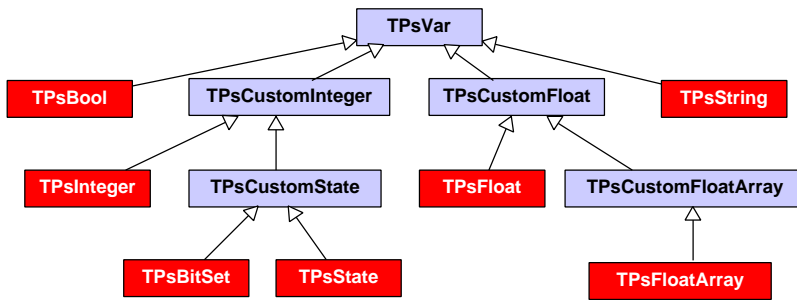 TPsVar
TPsBool
TPsCustomInteger
TPsCustomFloat
TPsString
TPsInteger
TPsCustomState
TPsFloat
TPsCustomFloatArray
TPsBitSet
TPsState
TPsFloatArray